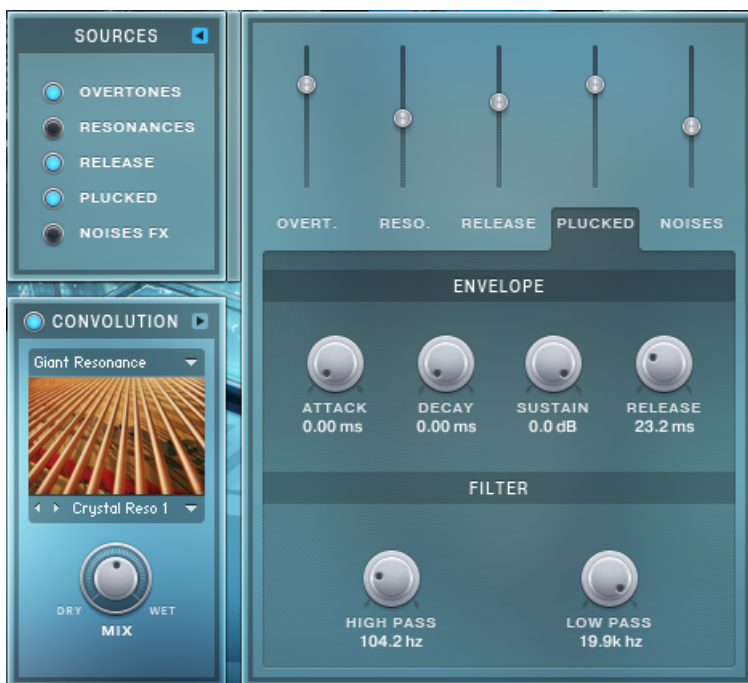 SOURCES
OVERTONES
RESONANCES
RELEASE
PLUCKED
NOISES FX
CONVOLUTION
Giant Resonance
Crystal Reso 1
DRY
WET
MIX
OVERT. RESO. RELEASE PLUCKED NOISES
ENVELOPE
ATTACK DECAY SUSTAIN RELEASE
0.00 ms 0.00 ms 0.0 dB 23.2 ms
FILTER
HIGH PASS LOW PASS
104.2 hz 19.9k hz